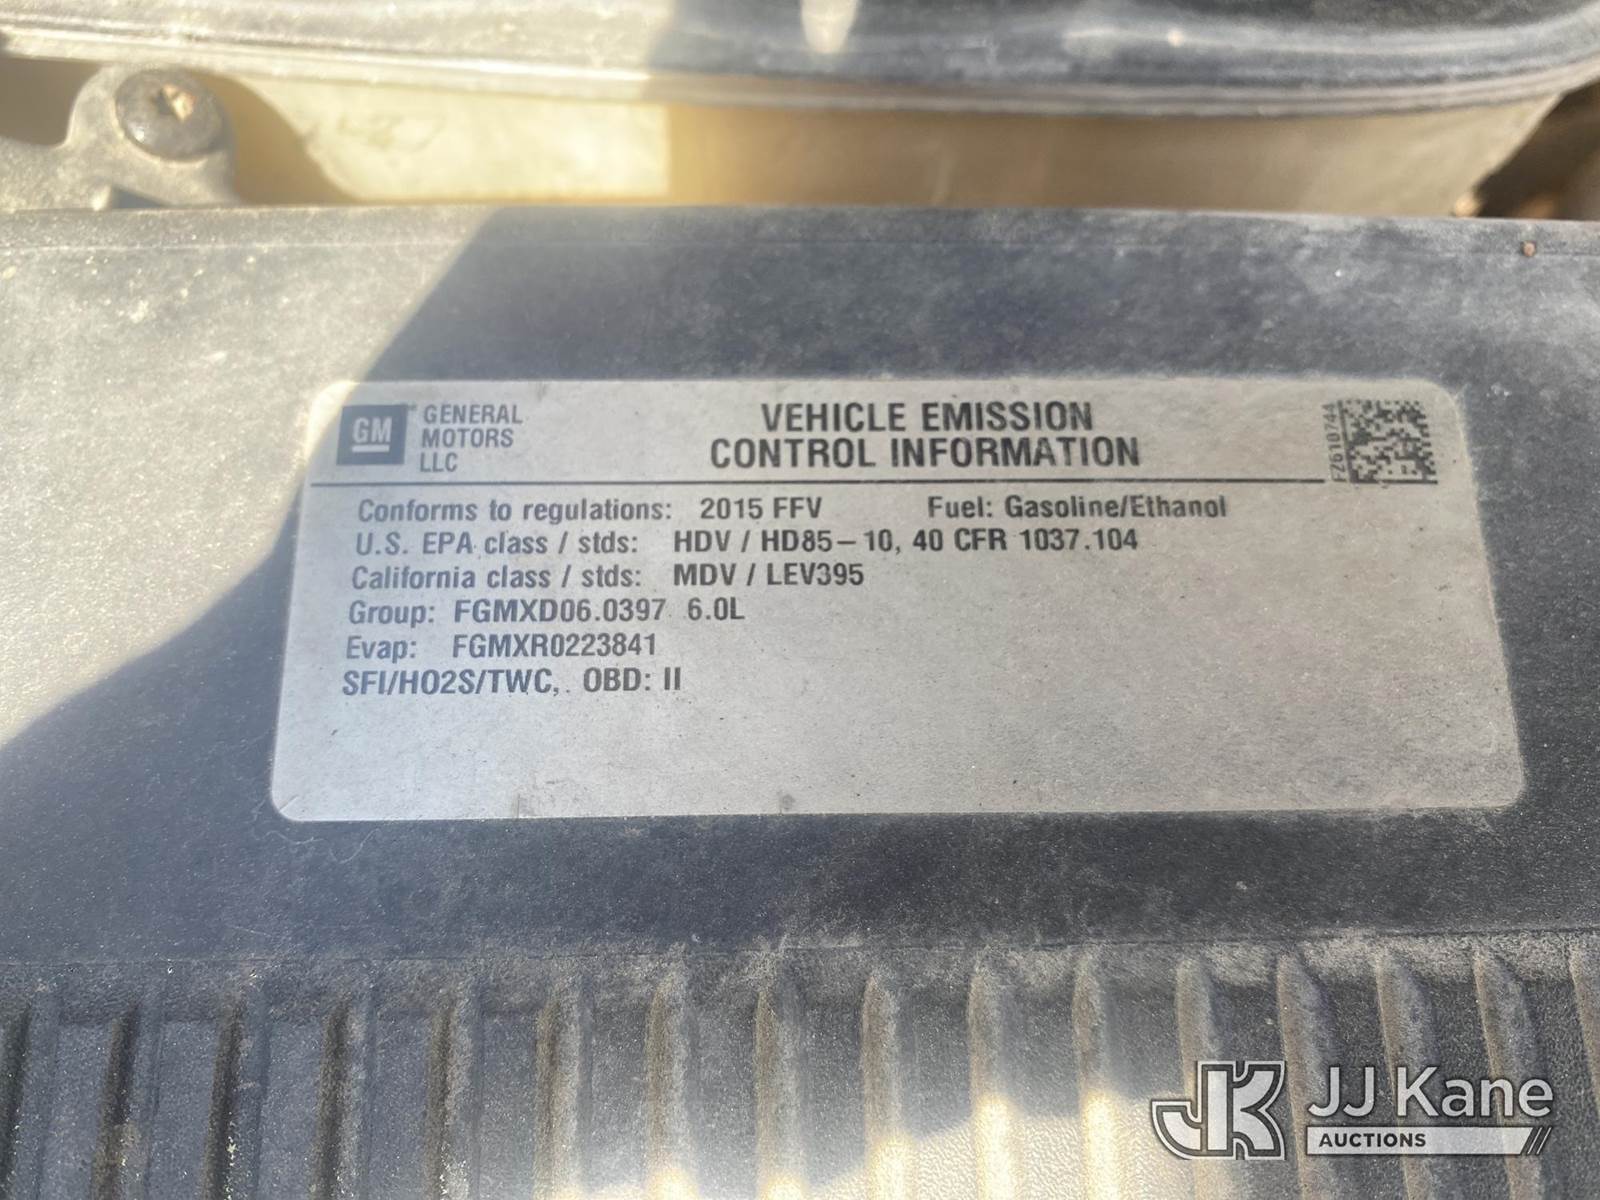 GM
GENERAL
MOTORS
LLC
VEHICLE EMISSION
CONTROL INFORMATION
FZ610744
Conforms to regulations: 2015 FFV Fuel: Gasoline/Ethanol
U.S. EPA class / stds: HDV / HD85-10, 40 CFR 1037.104
California class / stds: MDV / LEV395
Group: FGMXD06.0397 6.0L
Evap: FGMXR0223841
SFI/HO2S/TWC, OBD: II
JK JJ Kane
AUCTIONS